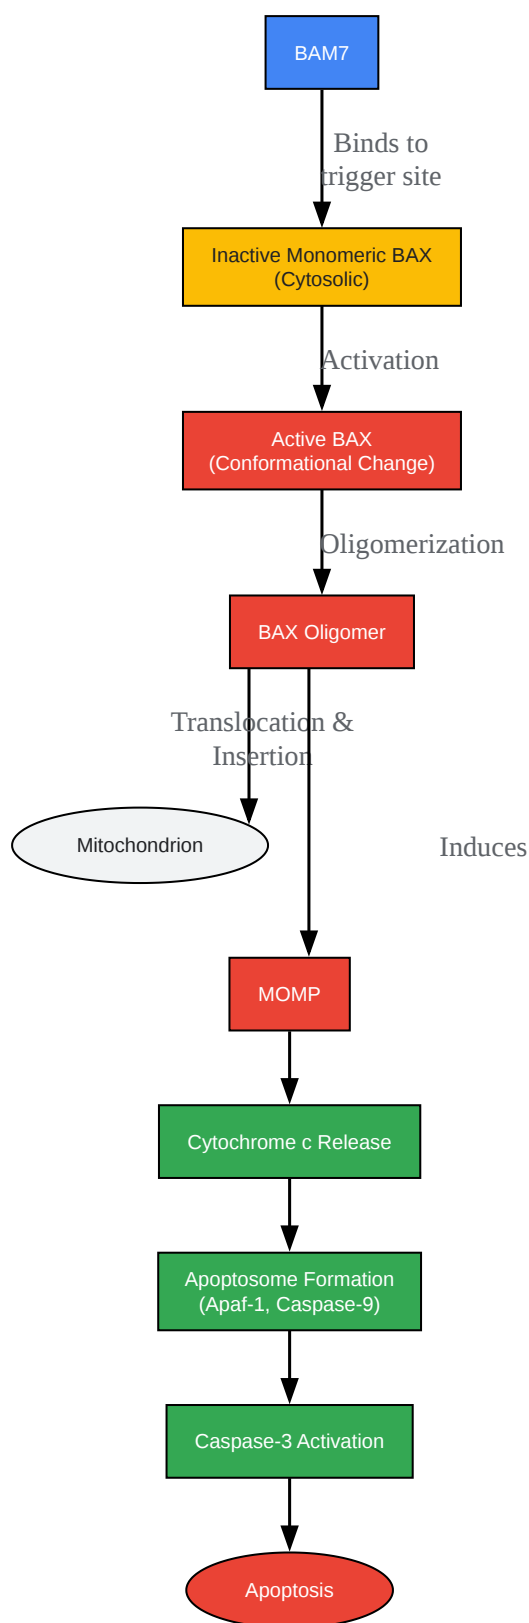 BAM7
Binds to
trigger site
Inactive Monomeric BAX
(Cytosolic)
Activation
Active BAX
(Conformational Change)
Oligomerization
BAX Oligomer
Translocation &
Insertion
Mitochondrion
Induces
MOMP
Cytochrome c Release
Apoptosome Formation
(Apaf-1, Caspase-9)
Caspase-3 Activation
Apoptosis